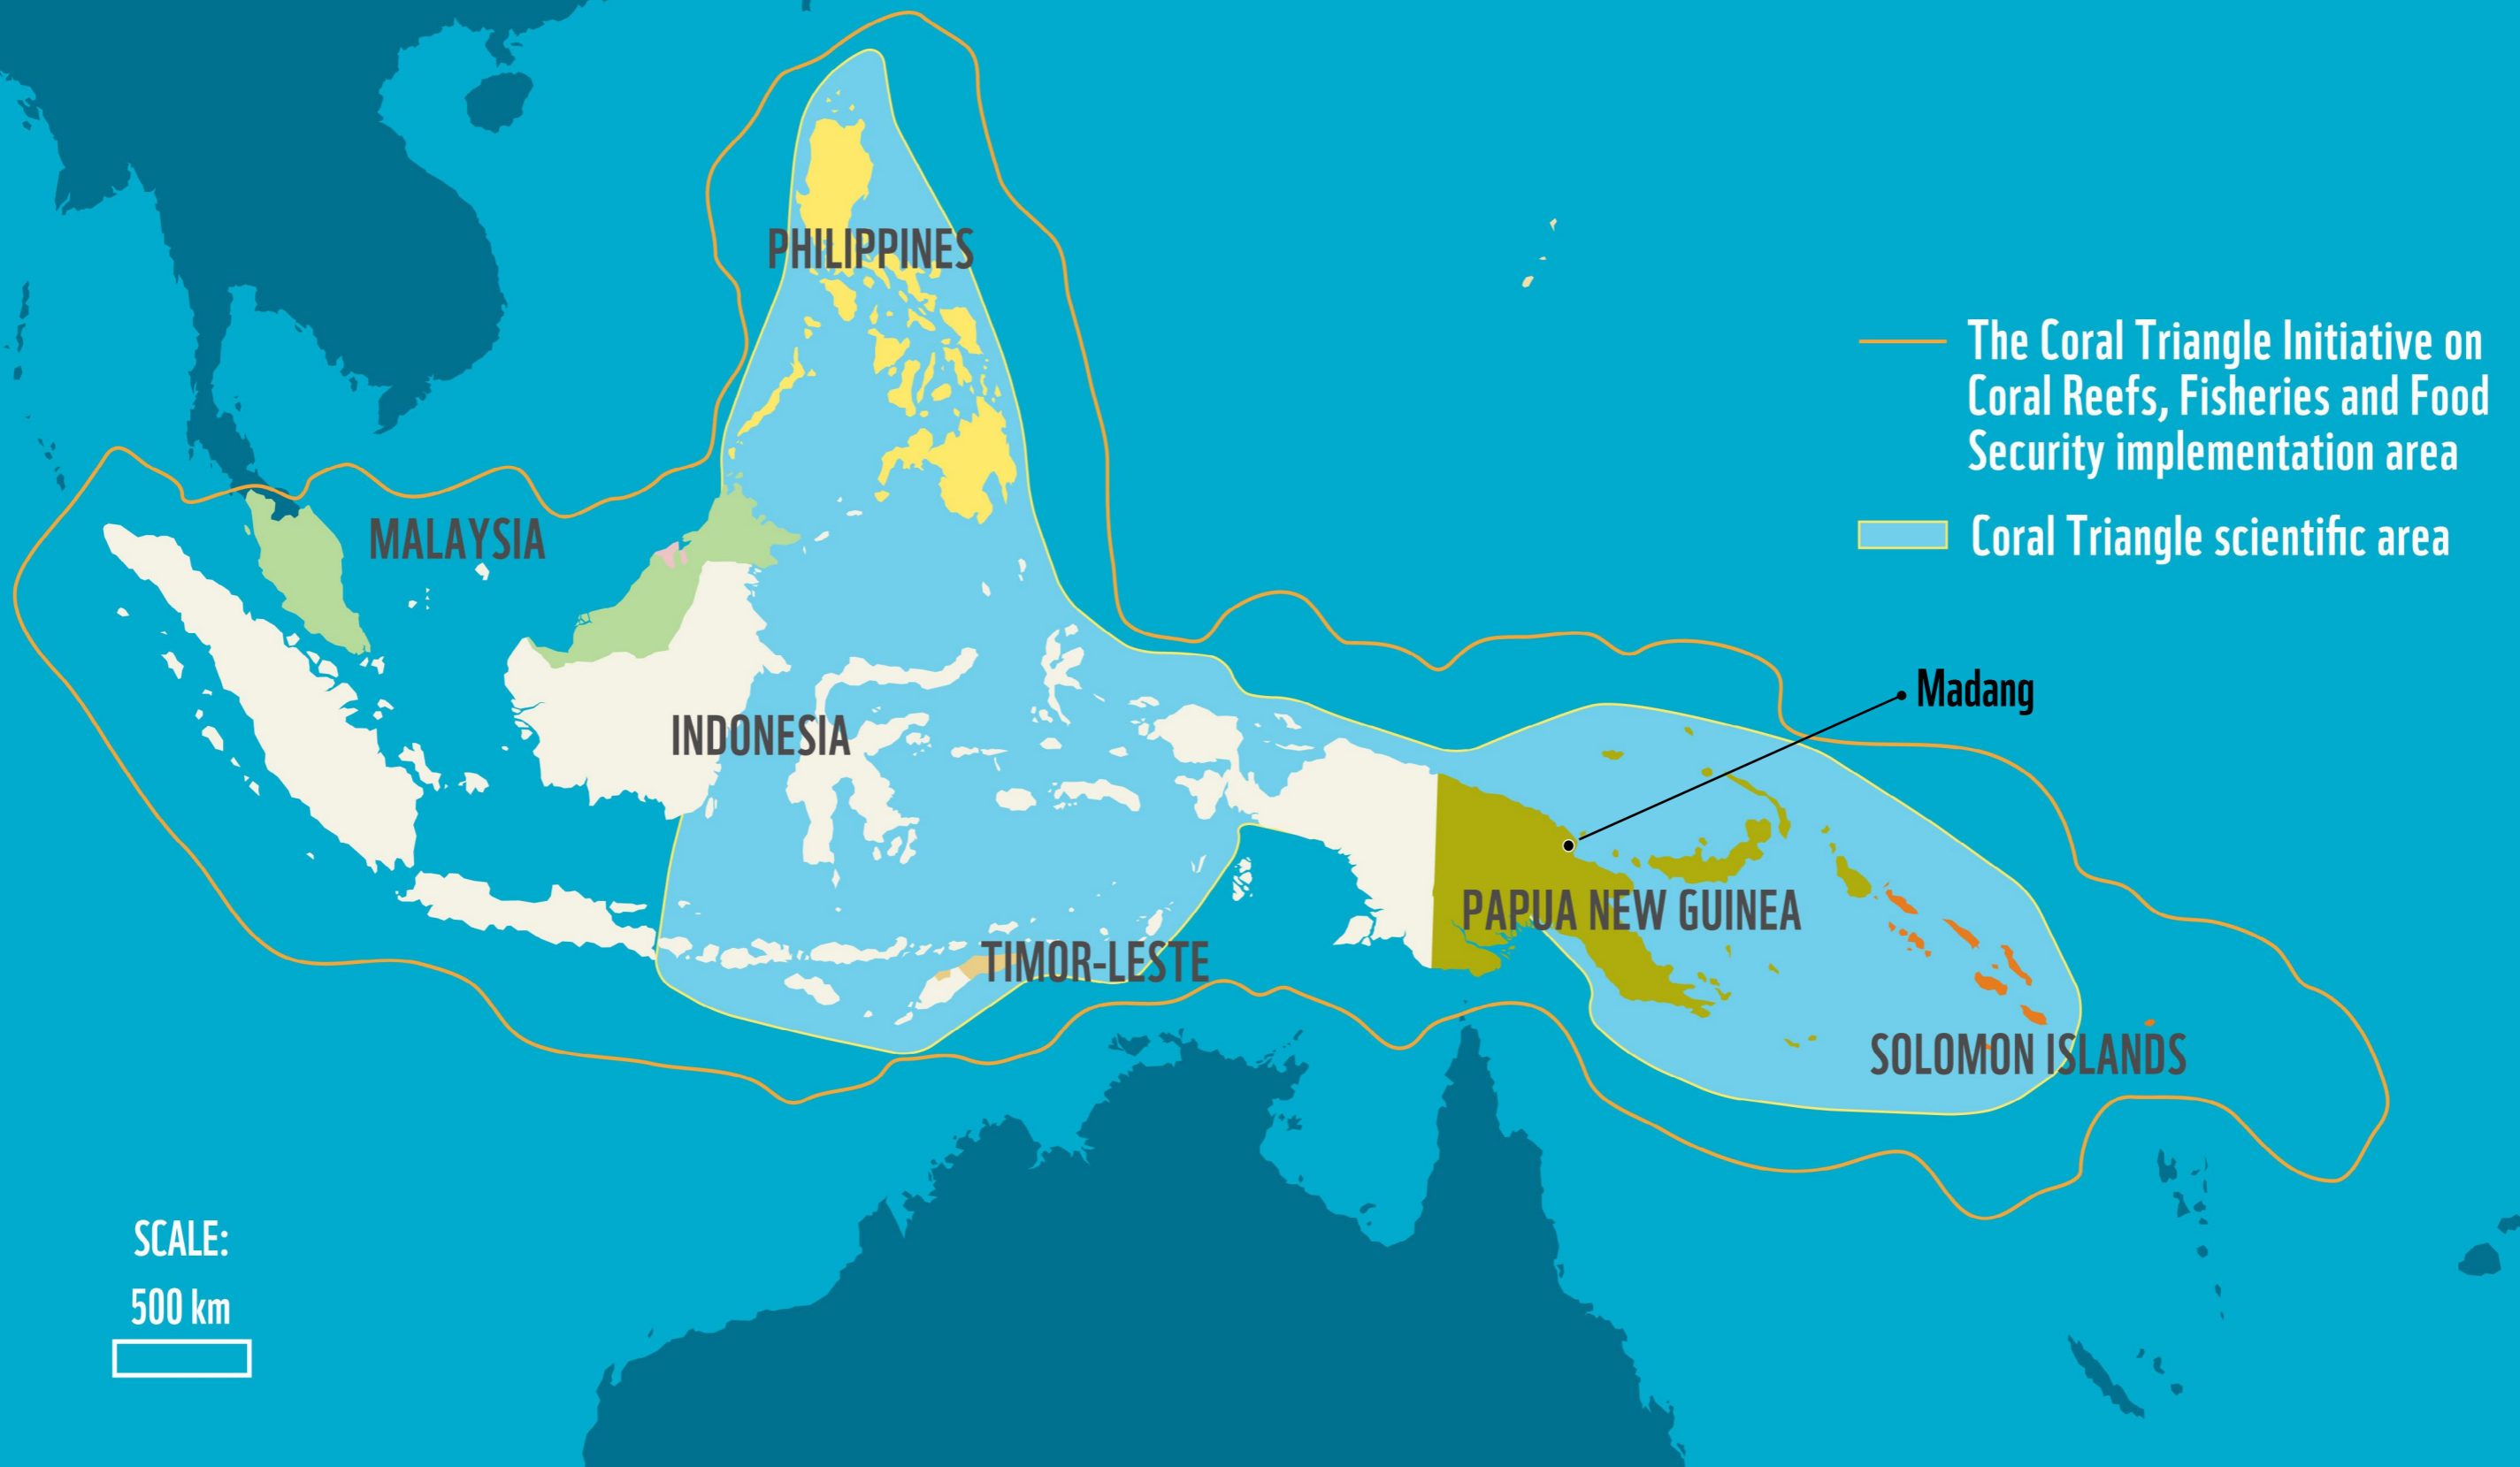 PHILIPPINES
The Coral Triangle Initiative on
Coral Reefs, Fisheries and Food
Security implementation area
MALAYSIA
Coral Triangle scientific area
Madang
INDONESIA
PAPUA NEW GUINEA
TIMOR-LESTE
SOLOMON ISLANDS
SCALE:
500 km